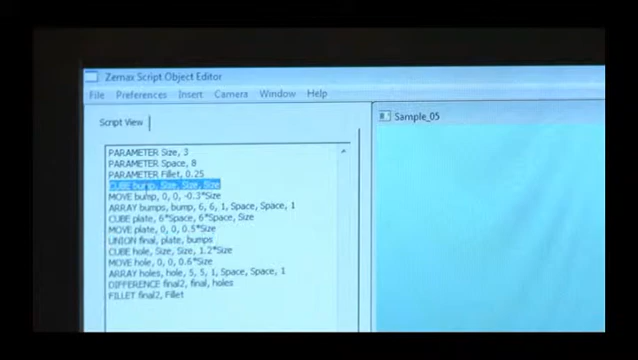 Zemax Script Object Editor
File Preferences Insert Camera Window Help
Script View
Sample_05
PARAMETER Size, 3
PARAMETER Space, 8
PARAMETER Fillet, 0.25
CUBE bump, Size, Size, Size
MOVE bump, 0, 0, -0.3*Size
ARRAY bumps, bump, 6, 6, 1, Space, Space, 1
CUBE plate, 6*Space, 6*Space, Size
MOVE plate, 0, 0, 0.5*Size
UNION final, plate, bumps
CUBE hole, Size, Size, 1.2*Size
MOVE hole, 0, 0, 0.6*Size
ARRAY holes, hole, 5, 5, 1, Space, Space, 1
DIFFERENCE final2, final, holes
FILLET final2, Fillet